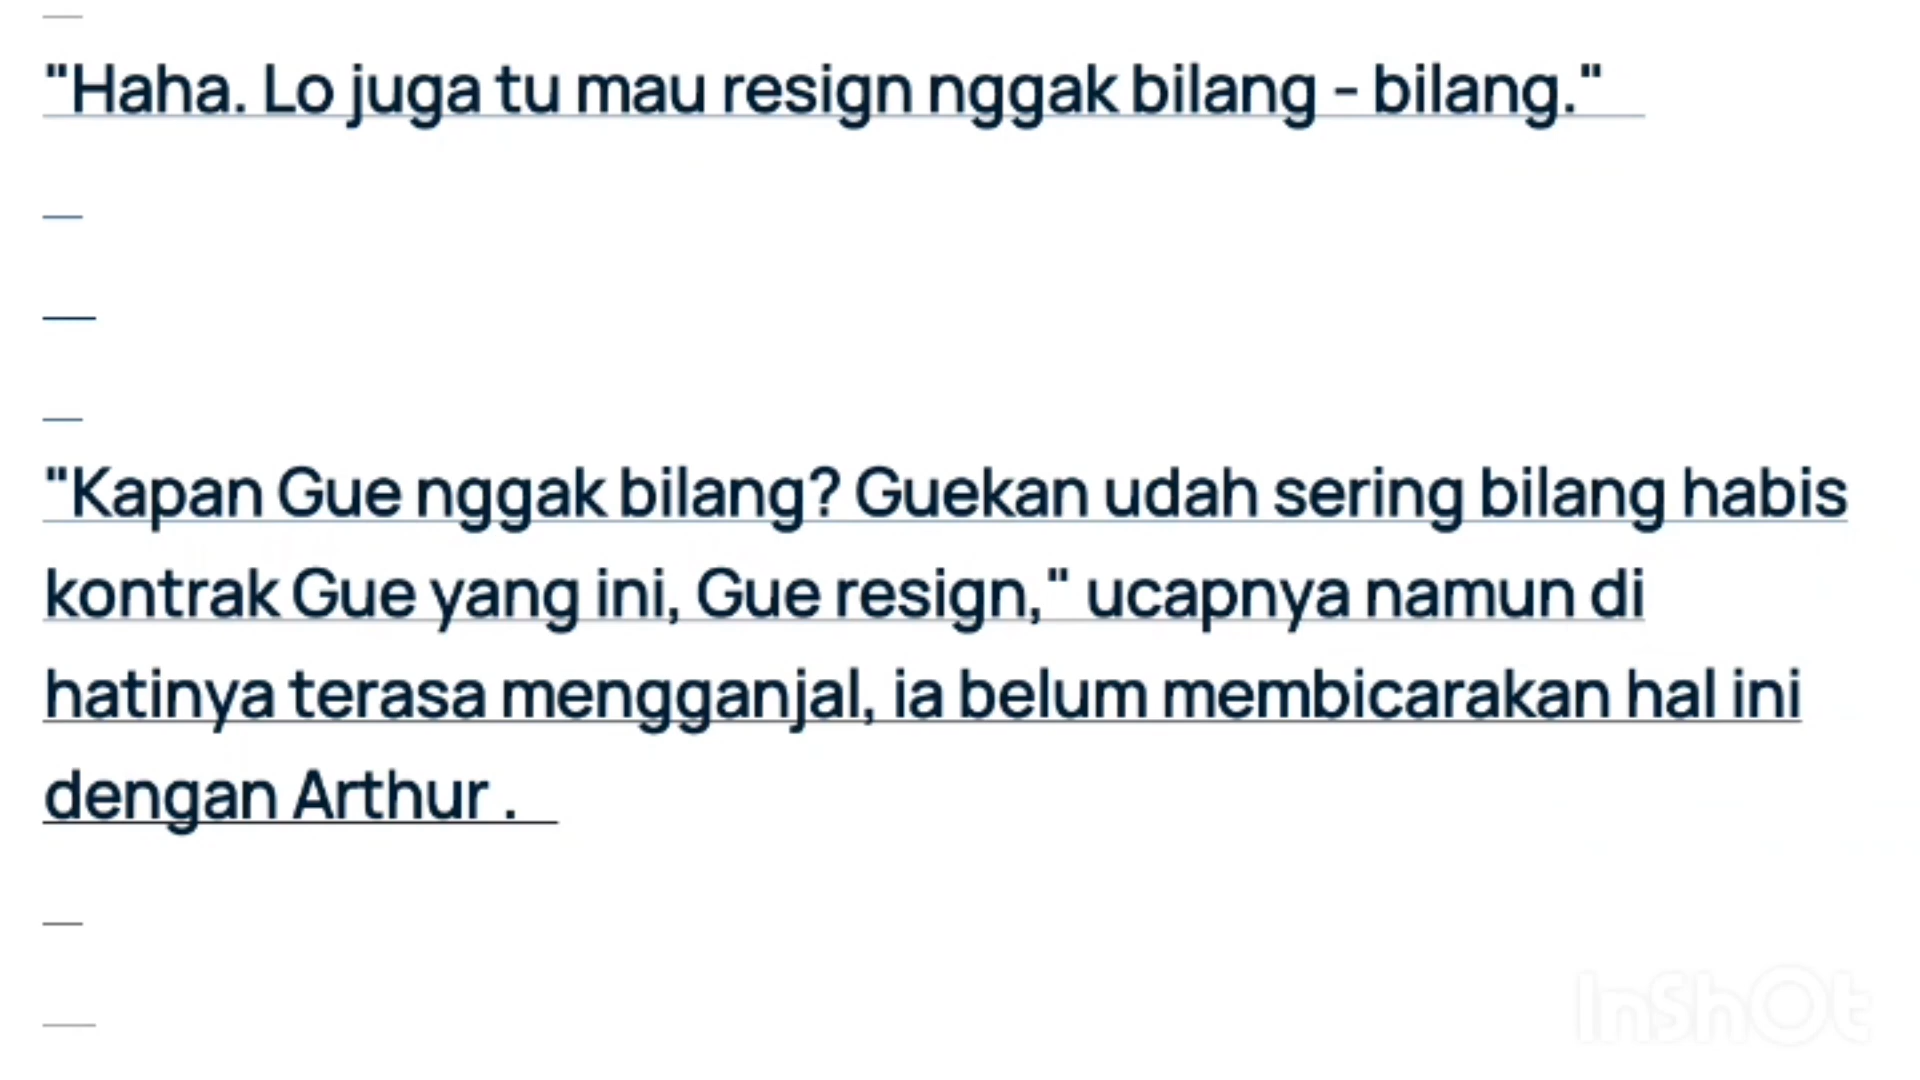 "Haha. Lo juga tu mau resign nggak bilang - bilang."
"Kapan Gue nggak bilang? Guekan udah sering bilang habis
kontrak Gue yang ini, Gue resign," ucapnya namun di
hatinya terasa mengganjal, ia belum membicarakan hal ini
dengan Arthur .
InShOt